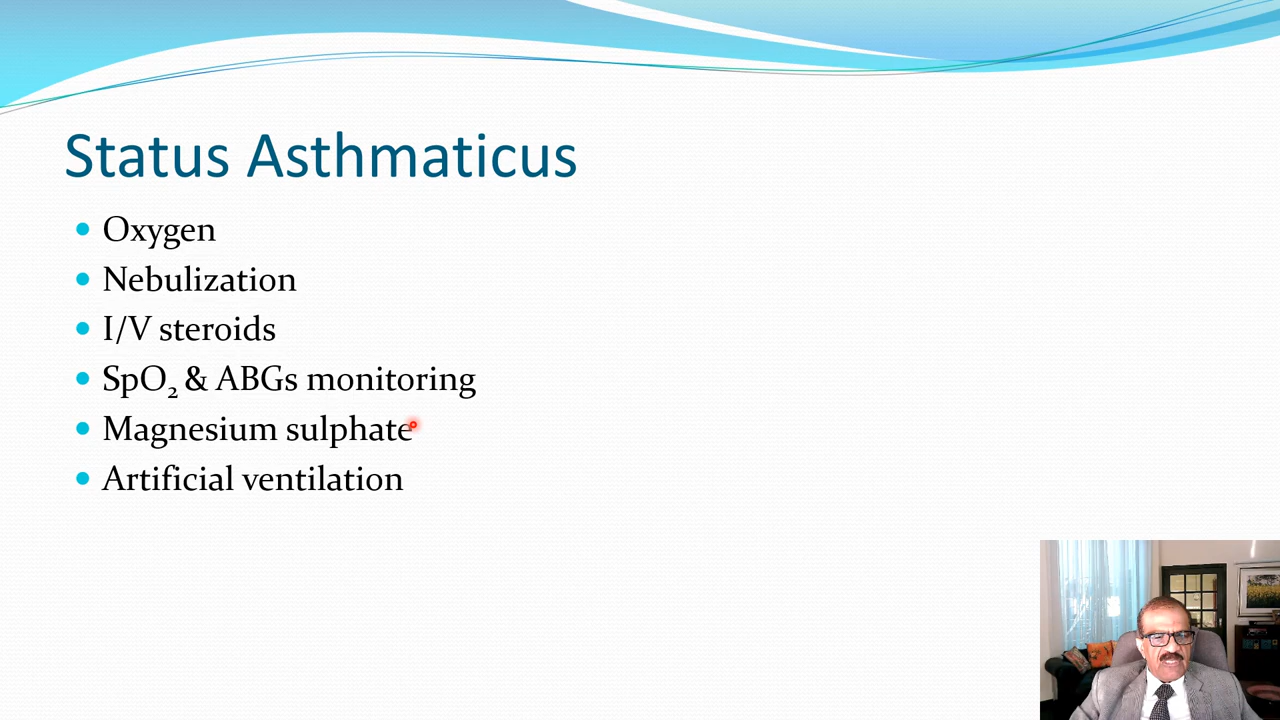 Status Asthmaticus
• Oxygen
• Nebulization
• I/V steroids
• SpO₂ & ABGs monitoring
• Magnesium sulphate
• Artificial ventilation